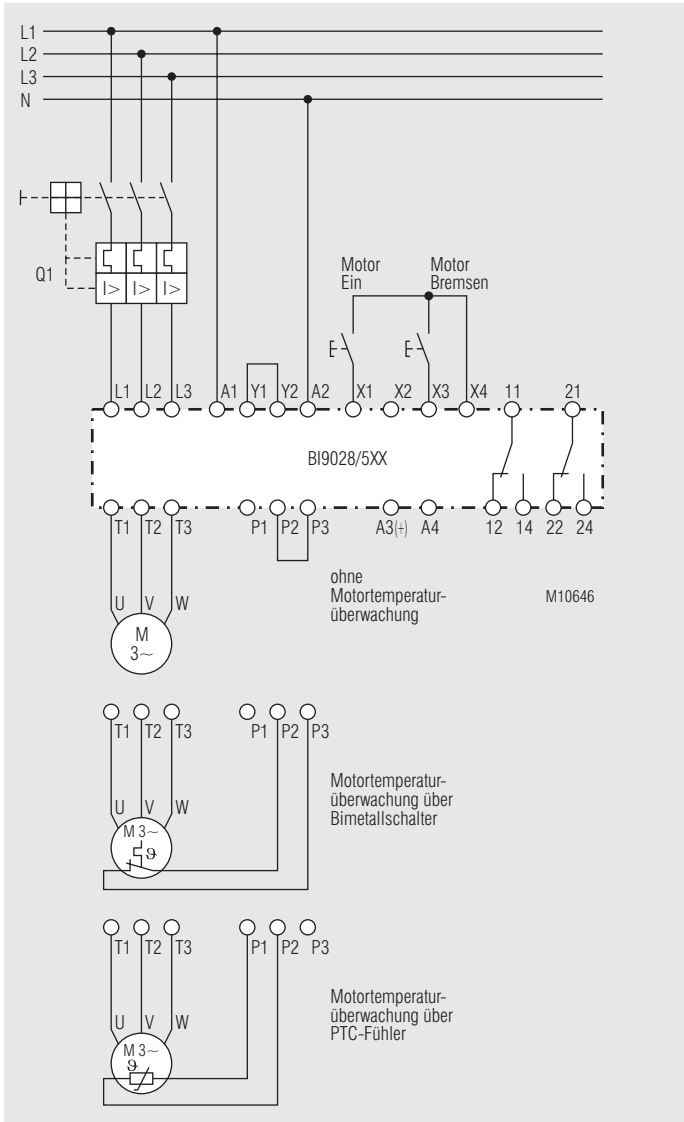 L1
L2
L3
N
Q1
I> I> I>
Motor
Ein
Motor
Bremsen
L1 L2 L3 A1 Y1 Y2 A2 X1 X2 X3 X4 11 21
BI9028/5XX
T1 T2 T3 P1 P2 P3 A3(+) A4 12 14 22 24
ohne
Motortemperatur-
überwachung
M10646
U V W
M
3~
T1 T2 T3 P1 P2 P3
Motortemperatur-
überwachung über
Bimetallschalter
U V W
M 3~
ϑ
T1 T2 T3 P1 P2 P3
Motortemperatur-
überwachung über
PTC-Fühler
U V W
M 3~
ϑ